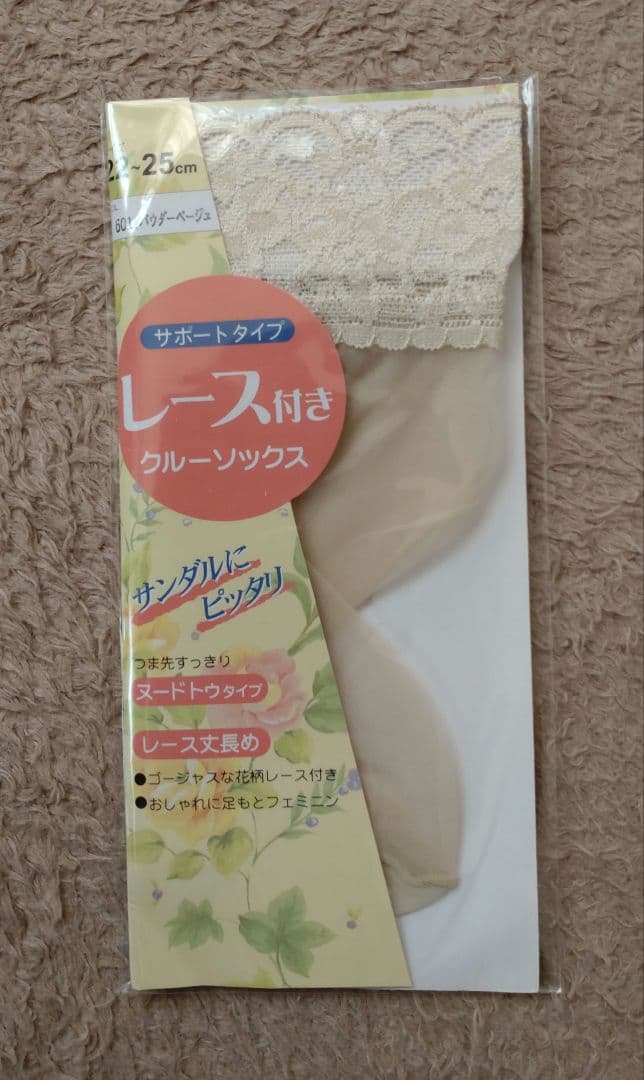 22~25cm
パウダーベージュ
サポートタイプ
レース付き
クルーソックス
サンダルに
ピッタリ
つま先すっきり
ヌードトウタイプ
レース丈長め
●ゴージャスな花柄レース付き
●おしゃれに足もとフェミニン